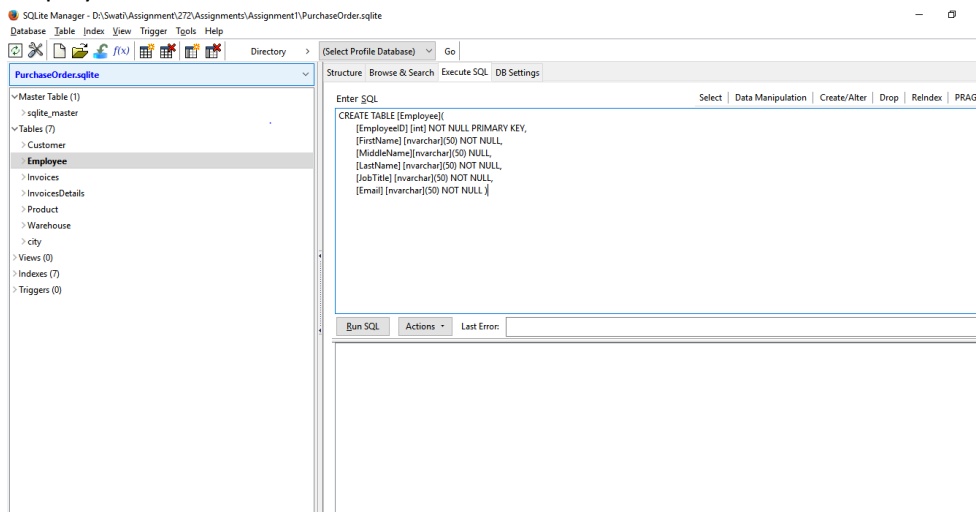 SQLite Manager - D:\Swati\Assignment\272\Assignments\Assignment1\PurchaseOrder.sqlite
Database Table Index View Trigger Tools Help
f(x) Directory > (Select Profile Database) Go
PurchaseOrder.sqlite
Structure Browse & Search Execute SQL DB Settings
Master Table (1)
sqlite_master
Tables (7)
Customer
Employee
Invoices
InvoicesDetails
Product
Warehouse
city
Views (0)
Indexes (7)
Triggers (0)
Enter SQL
Select | Data Manipulation | Create/Alter | Drop | ReIndex | PRAG
CREATE TABLE [Employee](
[EmployeeID] [int] NOT NULL PRIMARY KEY,
[FirstName] [nvarchar](50) NOT NULL,
[MiddleName][nvarchar](50) NULL,
[LastName] [nvarchar](50) NOT NULL,
[JobTitle] [nvarchar](50) NOT NULL,
[Email] [nvarchar](50) NOT NULL )
Run SQL Actions Last Error: